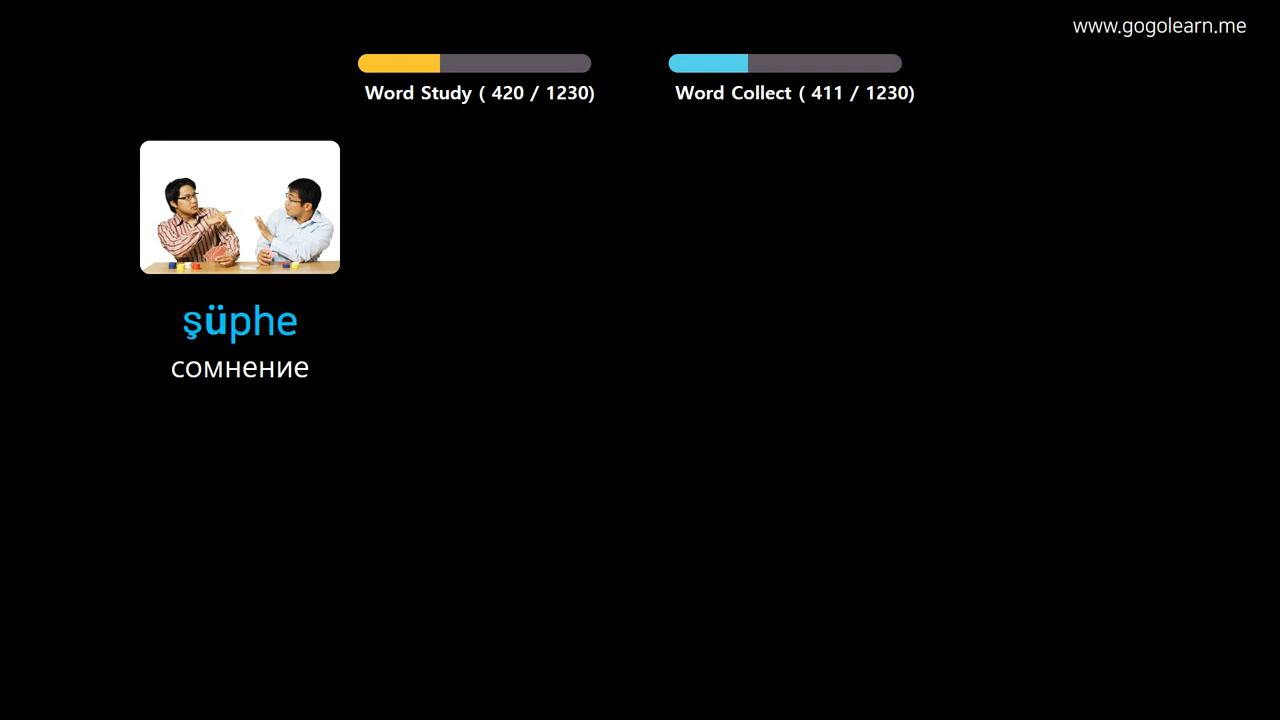 www.gogolearn.me
Word Study ( 420 / 1230)
Word Collect ( 411 / 1230)
şüphe
сомнение